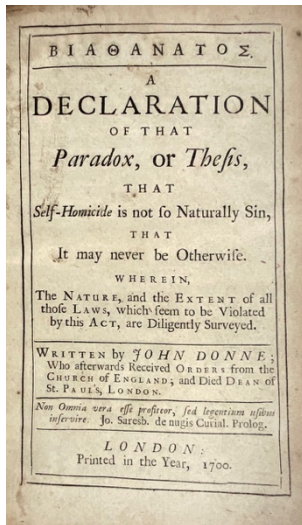 ΒΙΑΘΑΝΑΤΟΣ.
A
DECLARATION
OF THAT
Paradox, or Theſis,
THAT
Self-Homicide is not ſo Naturally Sin,
THAT
It may never be Otherwiſe.
WHEREIN,
The NATURE, and the EXTENT of all
thoſe LAWS, which ſeem to be Violated
by this ACT, are Diligently Surveyed.
WRITTEN by JOHN DONNE;
Who afterwards Received ORDERS from the
CHURCH of ENGLAND; and Died DEAN of
St. PAUL'S, LONDON.
Non Omnia vera eſſe profiteor, ſed legentium uſibus
inſervire. Jo. Saresb. de nugis Curial. Prolog.
LONDON:
Printed in the Year, 1700.